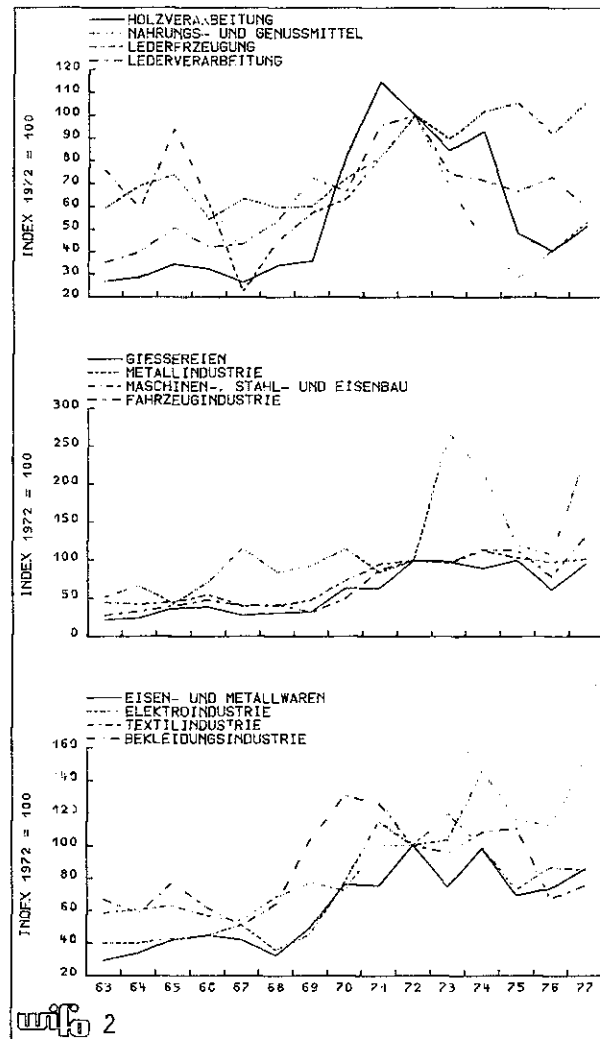 HOLZVERARBEITUNG
NAHRUNGS- UND GENUSSMITTEL
LEDERERZEUGUNG
LEDERVERARBEITUNG
INDEX 1972 = 100
120
110
100
90
80
70
60
50
40
30
20
GIESSEREIEN
METALLINDUSTRIE
MASCHINEN-, STAHL- UND EISENBAU
FAHRZEUGINDUSTRIE
INDEX 1972 = 100
300
250
200
150
100
50
0
EISEN- UND METALLWAREN
ELEKTROINDUSTRIE
TEXTILINDUSTRIE
BEKLEIDUNGSINDUSTRIE
INDEX 1972 = 100
160
140
120
100
80
60
40
20
63 64 65 66 67 68 69 70 71 72 73 74 75 76 77
wifo 2